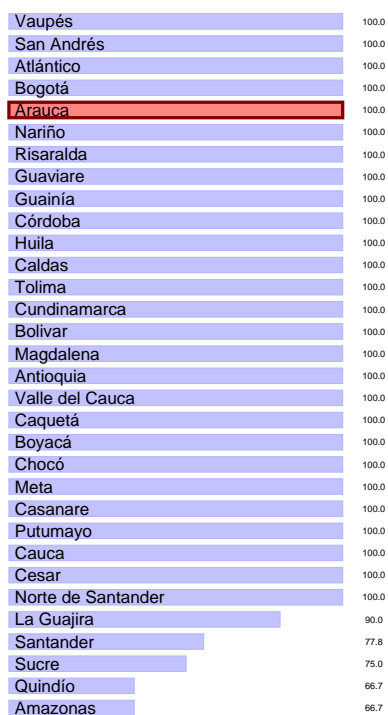 Vaupés 100.0
San Andrés 100.0
Atlántico 100.0
Bogotá 100.0
Arauca 100.0
Nariño 100.0
Risaralda 100.0
Guaviare 100.0
Guainía 100.0
Córdoba 100.0
Huila 100.0
Caldas 100.0
Tolima 100.0
Cundinamarca 100.0
Bolivar 100.0
Magdalena 100.0
Antioquia 100.0
Valle del Cauca 100.0
Caquetá 100.0
Boyacá 100.0
Chocó 100.0
Meta 100.0
Casanare 100.0
Putumayo 100.0
Cauca 100.0
Cesar 100.0
Norte de Santander 100.0
La Guajira 90.0
Santander 77.8
Sucre 75.0
Quindío 66.7
Amazonas 66.7